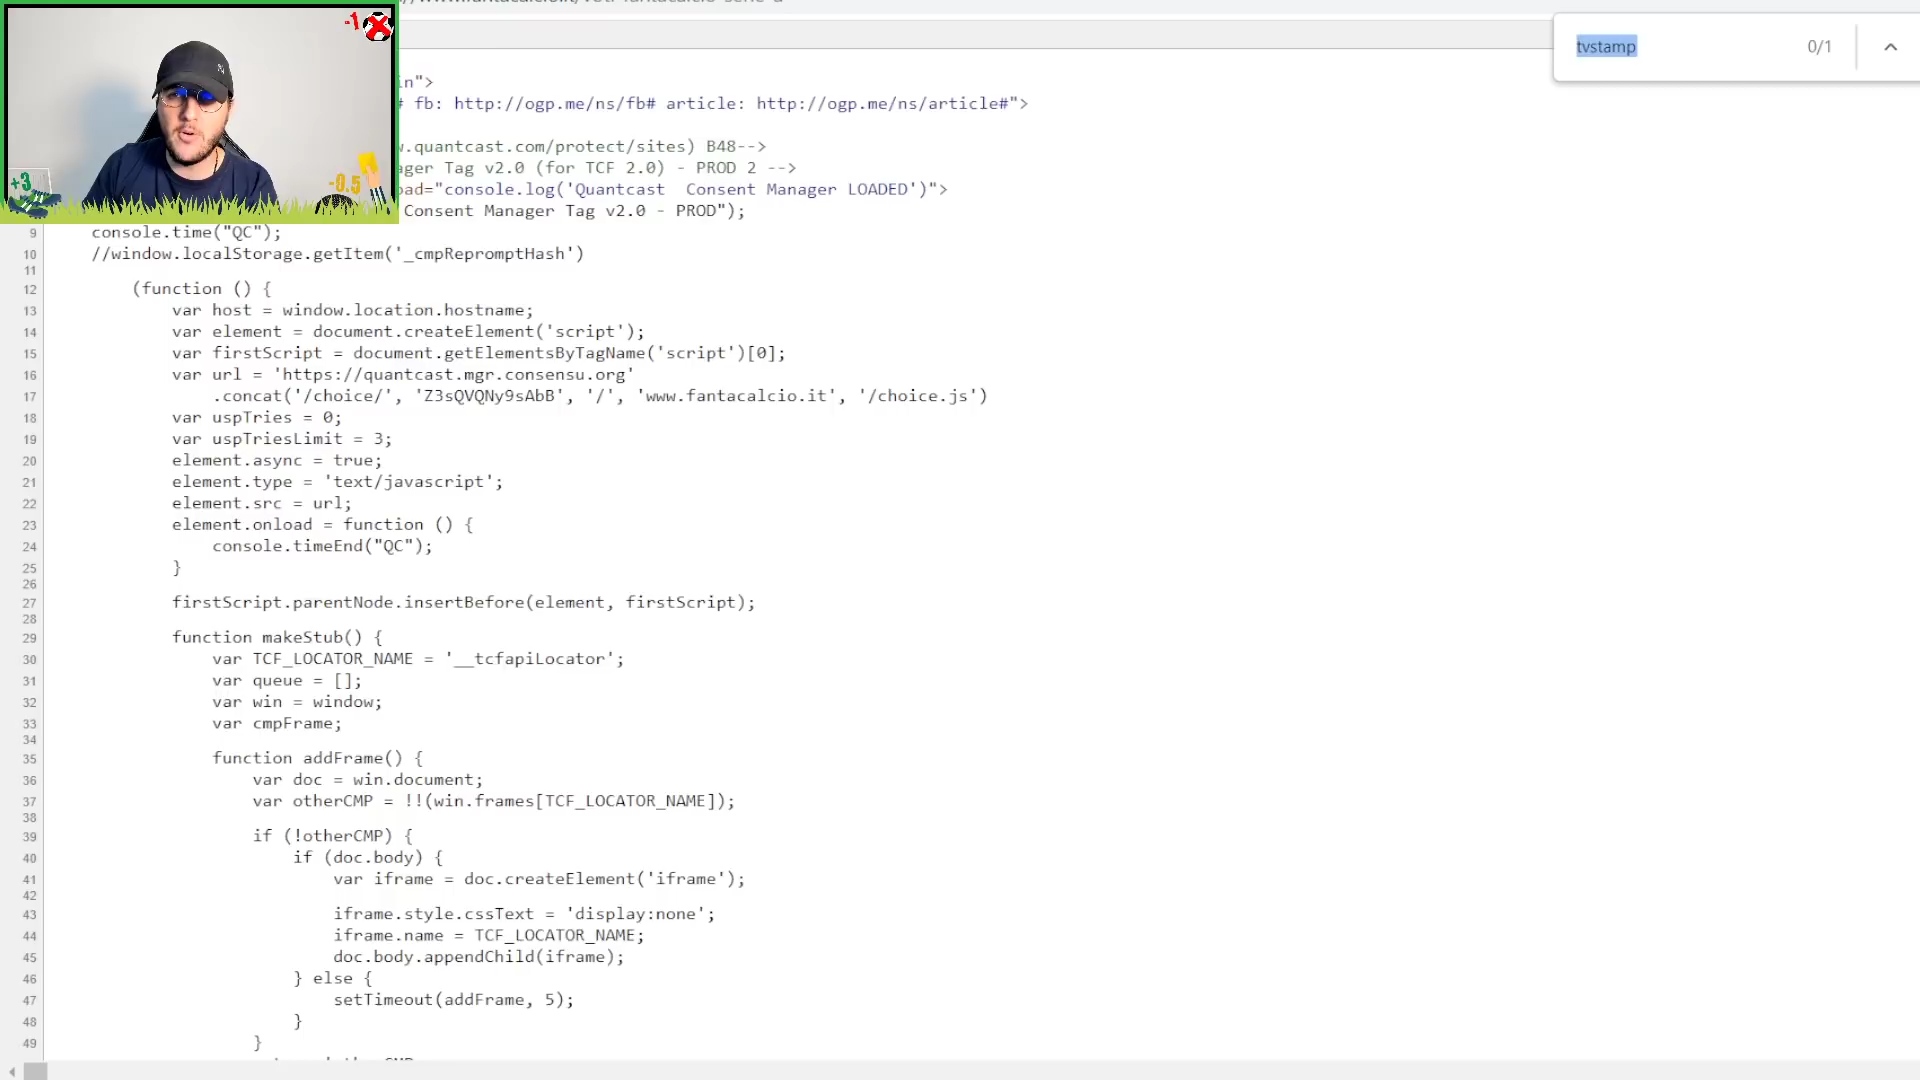 tvstamp 0/1
-1
in">
# fb: http://ogp.me/ns/fb# article: http://ogp.me/ns/article#">
w.quantcast.com/protect/sites) B48-->
ager Tag v2.0 (for TCF 2.0) - PROD 2 -->
oad="console.log('Quantcast  Consent Manager LOADED')">
Consent Manager Tag v2.0 - PROD");
+3
-0.5
9 console.time("QC");
10 //window.localStorage.getItem('_cmpRepromptHash')
11
12 (function () {
13 var host = window.location.hostname;
14 var element = document.createElement('script');
15 var firstScript = document.getElementsByTagName('script')[0];
16 var url = 'https://quantcast.mgr.consensu.org'
17 .concat('/choice/', 'Z3sQVQNy9sAbB', '/', 'www.fantacalcio.it', '/choice.js')
18 var uspTries = 0;
19 var uspTriesLimit = 3;
20 element.async = true;
21 element.type = 'text/javascript';
22 element.src = url;
23 element.onload = function () {
24 console.timeEnd("QC");
25 }
26
27 firstScript.parentNode.insertBefore(element, firstScript);
28
29 function makeStub() {
30 var TCF_LOCATOR_NAME = '__tcfapiLocator';
31 var queue = [];
32 var win = window;
33 var cmpFrame;
34
35 function addFrame() {
36 var doc = win.document;
37 var otherCMP = !!(win.frames[TCF_LOCATOR_NAME]);
38
39 if (!otherCMP) {
40 if (doc.body) {
41 var iframe = doc.createElement('iframe');
42
43 iframe.style.cssText = 'display:none';
44 iframe.name = TCF_LOCATOR_NAME;
45 doc.body.appendChild(iframe);
46 } else {
47 setTimeout(addFrame, 5);
48 }
49 }